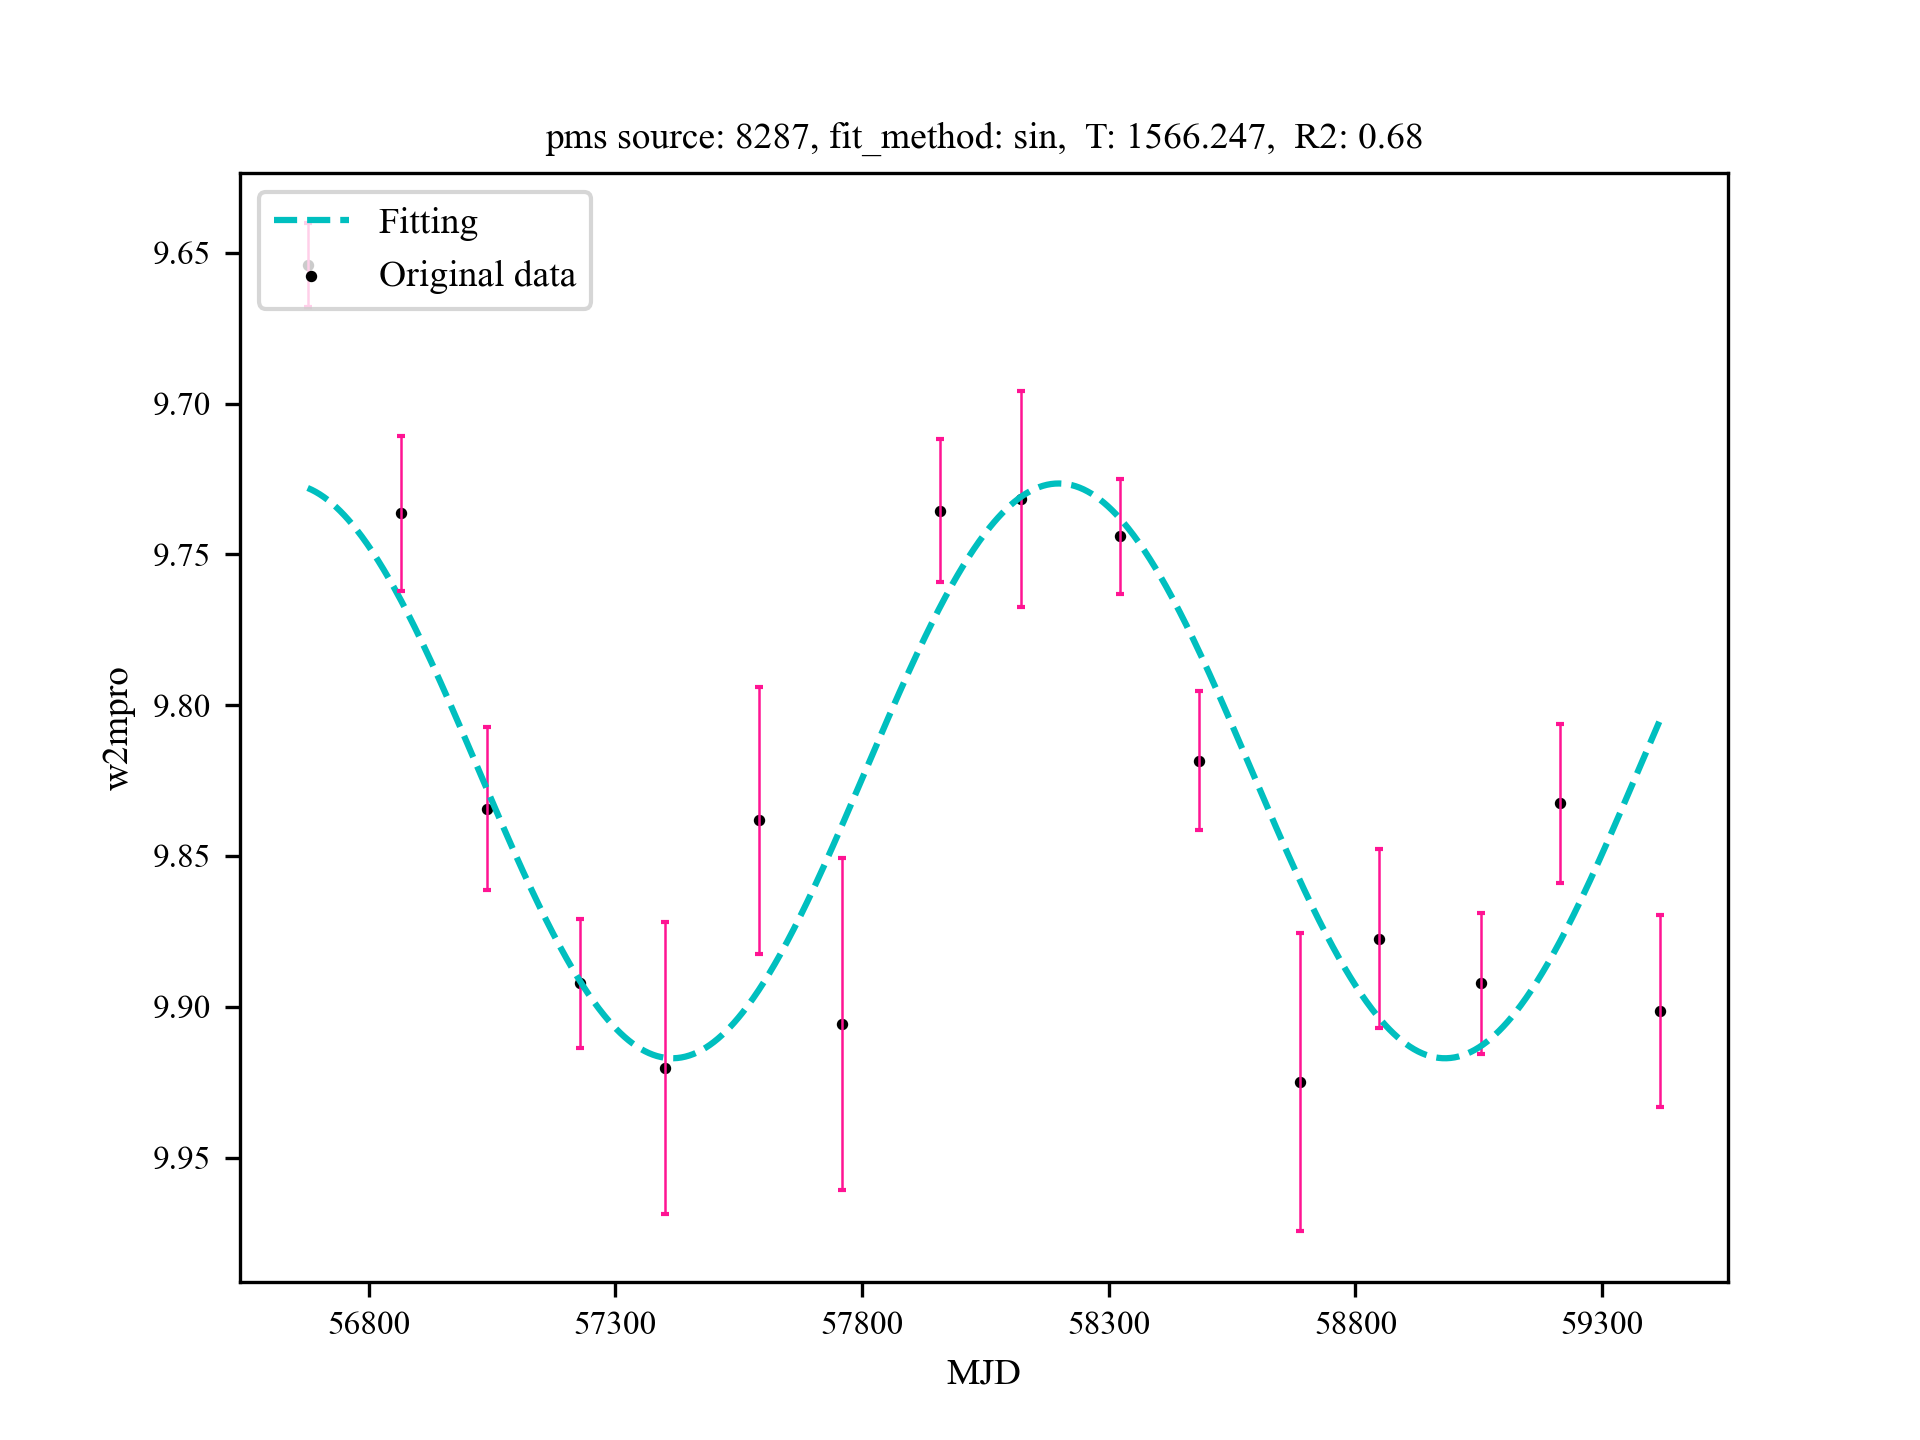 pms source: 8287, fit_method: sin, T: 1566.247, R2: 0.68
Fitting
Original data
9.65
9.70
9.75
9.80
9.85
9.90
9.95
w2mpro
56800 57300 57800 58300 58800 59300
MJD